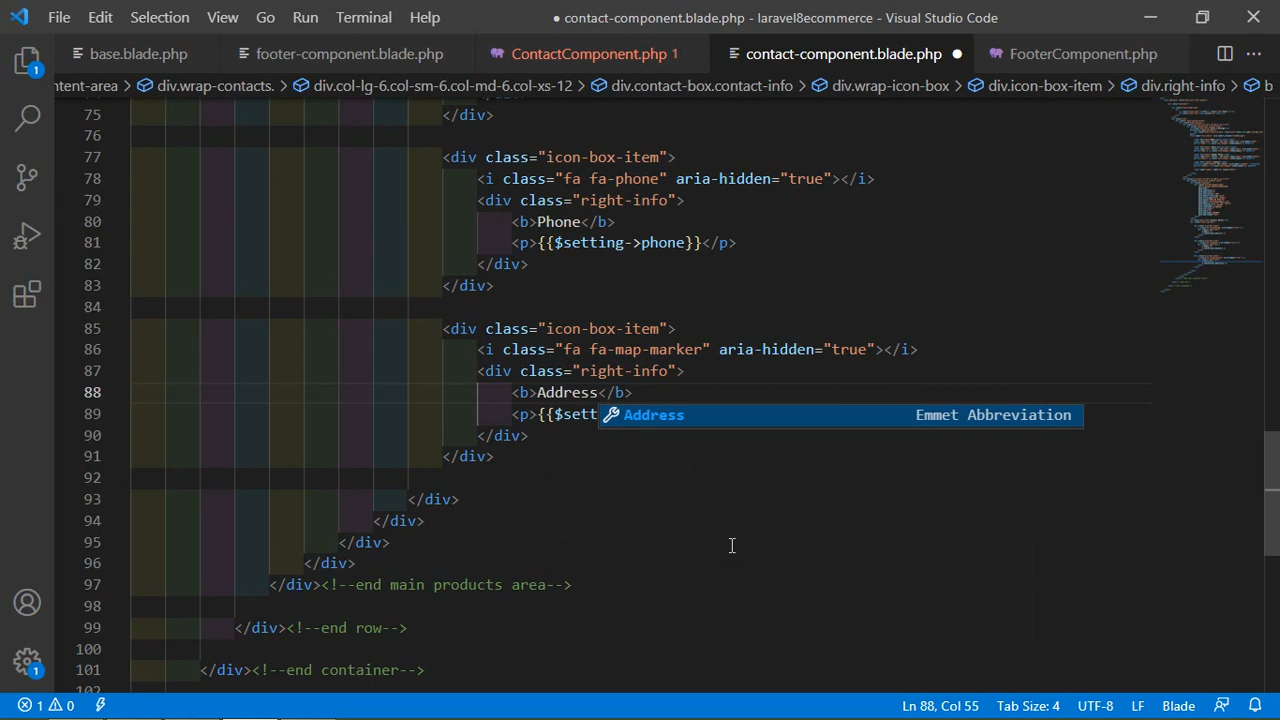 File Edit Selection View Go Run Terminal Help ● contact-component.blade.php - laravel8ecommerce - Visual Studio Code
base.blade.php footer-component.blade.php ContactComponent.php 1 contact-component.blade.php FooterComponent.php
ntent-area > div.wrap-contacts. > div.col-lg-6.col-sm-6.col-md-6.col-xs-12 > div.contact-box.contact-info > div.wrap-icon-box > div.icon-box-item > div.right-info > b
75 </div>
76
77 <div class="icon-box-item">
78 <i class="fa fa-phone" aria-hidden="true"></i>
79 <div class="right-info">
80 <b>Phone</b>
81 <p>{{$setting->phone}}</p>
82 </div>
83 </div>
84
85 <div class="icon-box-item">
86 <i class="fa fa-map-marker" aria-hidden="true"></i>
87 <div class="right-info">
88 <b>Address</b>
89 <p>{{$sett
Address Emmet Abbreviation
90 </div>
91 </div>
92
93 </div>
94 </div>
95 </div>
96 </div>
97 </div><!--end main products area-->
98
99 </div><!--end row-->
100
101 </div><!--end container-->
102
1
1
1 0 Ln 88, Col 55 Tab Size: 4 UTF-8 LF Blade